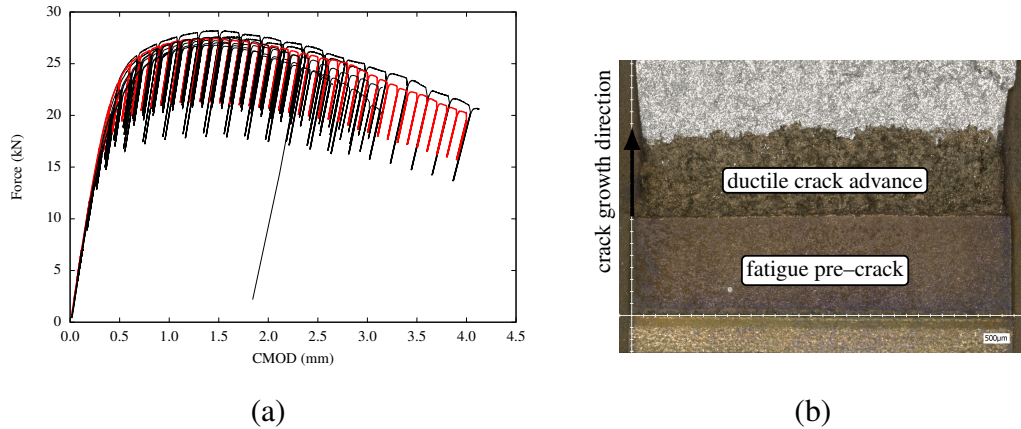 30
25
20
15
10
5
0
0.0 0.5 1.0 1.5 2.0 2.5 3.0 3.5 4.0 4.5
Force (kN)
CMOD (mm)
(a)
crack growth direction
ductile crack advance
fatigue pre–crack
500µm
(b)